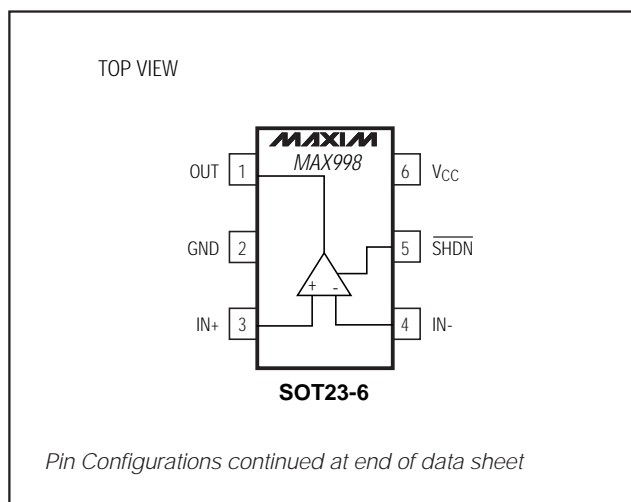 TOP VIEW
MAXIM
MAX998
OUT 1
6 VCC
GND 2
5 SHDN
IN+ 3
+ -
4 IN-
SOT23-6
Pin Configurations continued at end of data sheet